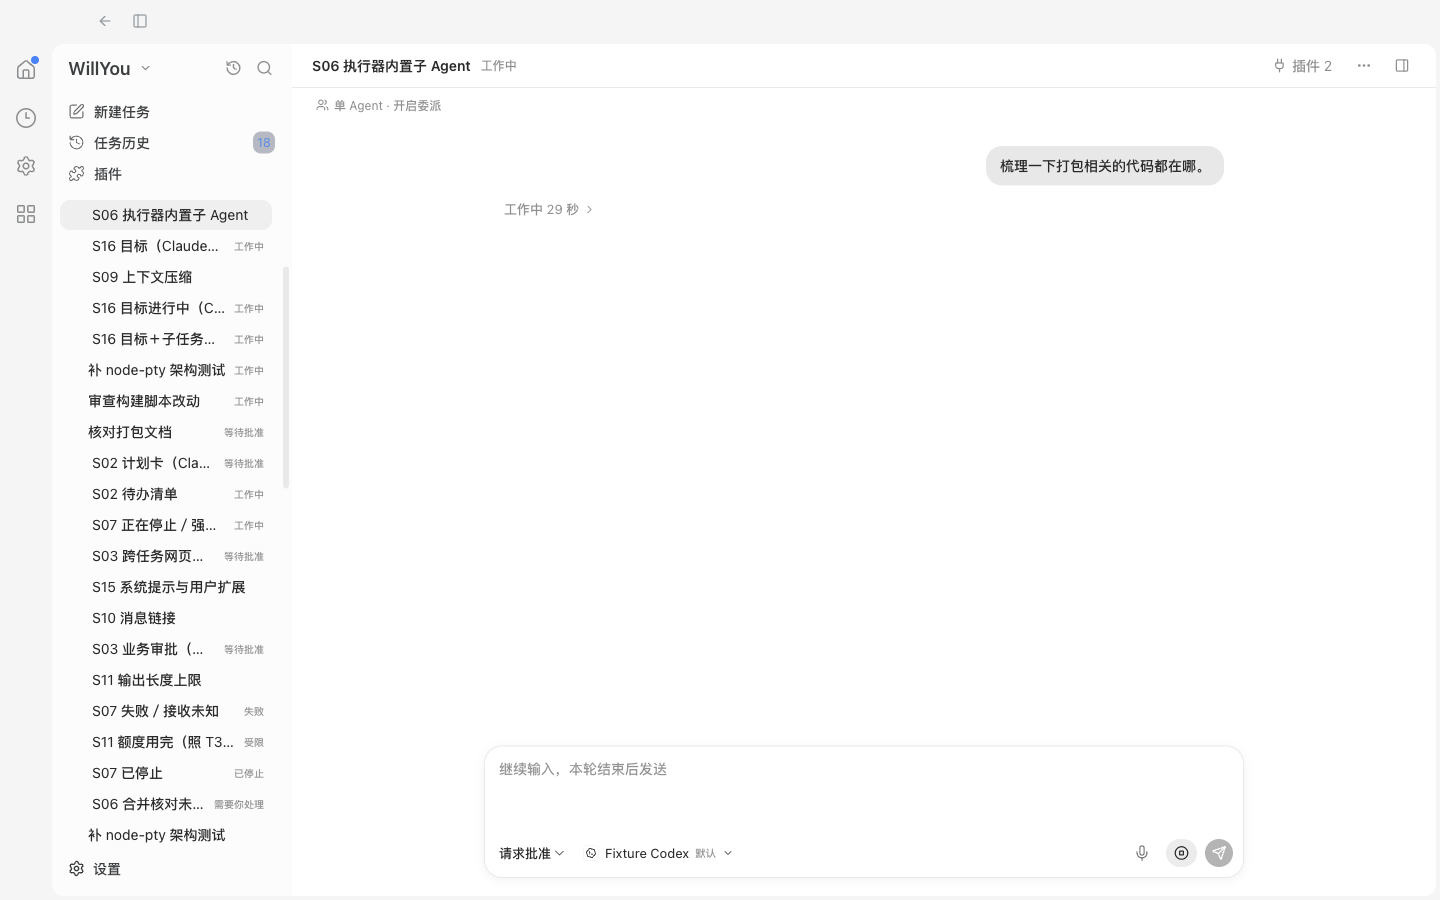 WillYou
新建任务
任务历史 18
插件
S06 执行器内置子 Agent
S16 目标（Claude... 工作中
S09 上下文压缩
S16 目标进行中（C... 工作中
S16 目标＋子任务... 工作中
补 node-pty 架构测试 工作中
审查构建脚本改动 工作中
核对打包文档 等待批准
S02 计划卡（Cla... 等待批准
S02 待办清单 工作中
S07 正在停止 / 强... 工作中
S03 跨任务网页... 等待批准
S15 系统提示与用户扩展
S10 消息链接
S03 业务审批（... 等待批准
S11 输出长度上限
S07 失败 / 接收未知 失败
S11 额度用完（照 T3... 受限
S07 已停止 已停止
S06 合并核对未... 需要你处理
补 node-pty 架构测试
设置
S06 执行器内置子 Agent 工作中
插件 2
单 Agent · 开启委派
梳理一下打包相关的代码都在哪。
工作中 29 秒
继续输入，本轮结束后发送
请求批准 Fixture Codex 默认